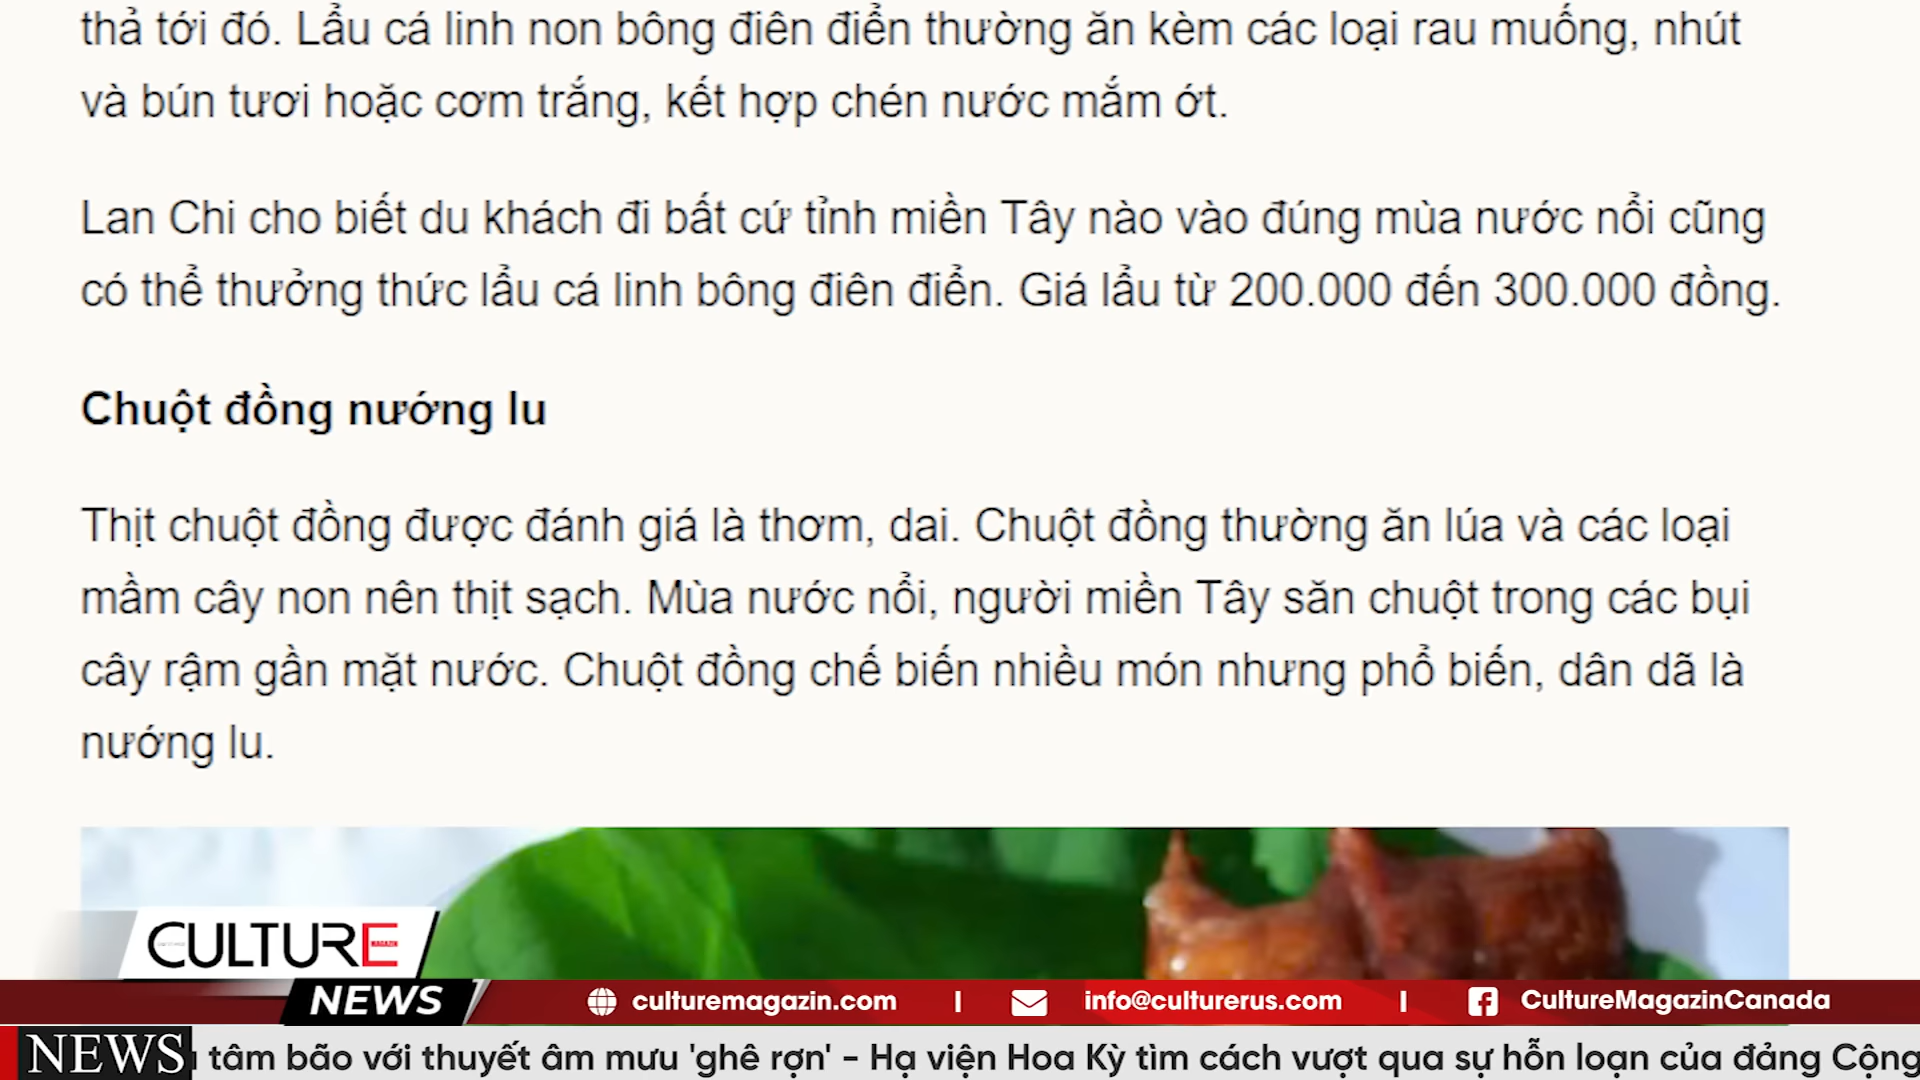 thả tới đó. Lẩu cá linh non bông điên điển thường ăn kèm các loại rau muống, nhút
và bún tươi hoặc cơm trắng, kết hợp chén nước mắm ớt.
Lan Chi cho biết du khách đi bất cứ tỉnh miền Tây nào vào đúng mùa nước nổi cũng
có thể thưởng thức lẩu cá linh bông điên điển. Giá lẩu từ 200.000 đến 300.000 đồng.
Chuột đồng nướng lu
Thịt chuột đồng được đánh giá là thơm, dai. Chuột đồng thường ăn lúa và các loại
mầm cây non nên thịt sạch. Mùa nước nổi, người miền Tây săn chuột trong các bụi
cây rậm gần mặt nước. Chuột đồng chế biến nhiều món nhưng phổ biến, dân dã là
nướng lu.
CULTURE
MAGAZIN
NEWS
culturemagazin.com | info@culturerus.com | CultureMagazinCanada
NEWS tâm bão với thuyết âm mưu 'ghê rợn' - Hạ viện Hoa Kỳ tìm cách vượt qua sự hỗn loạn của đảng Cộng